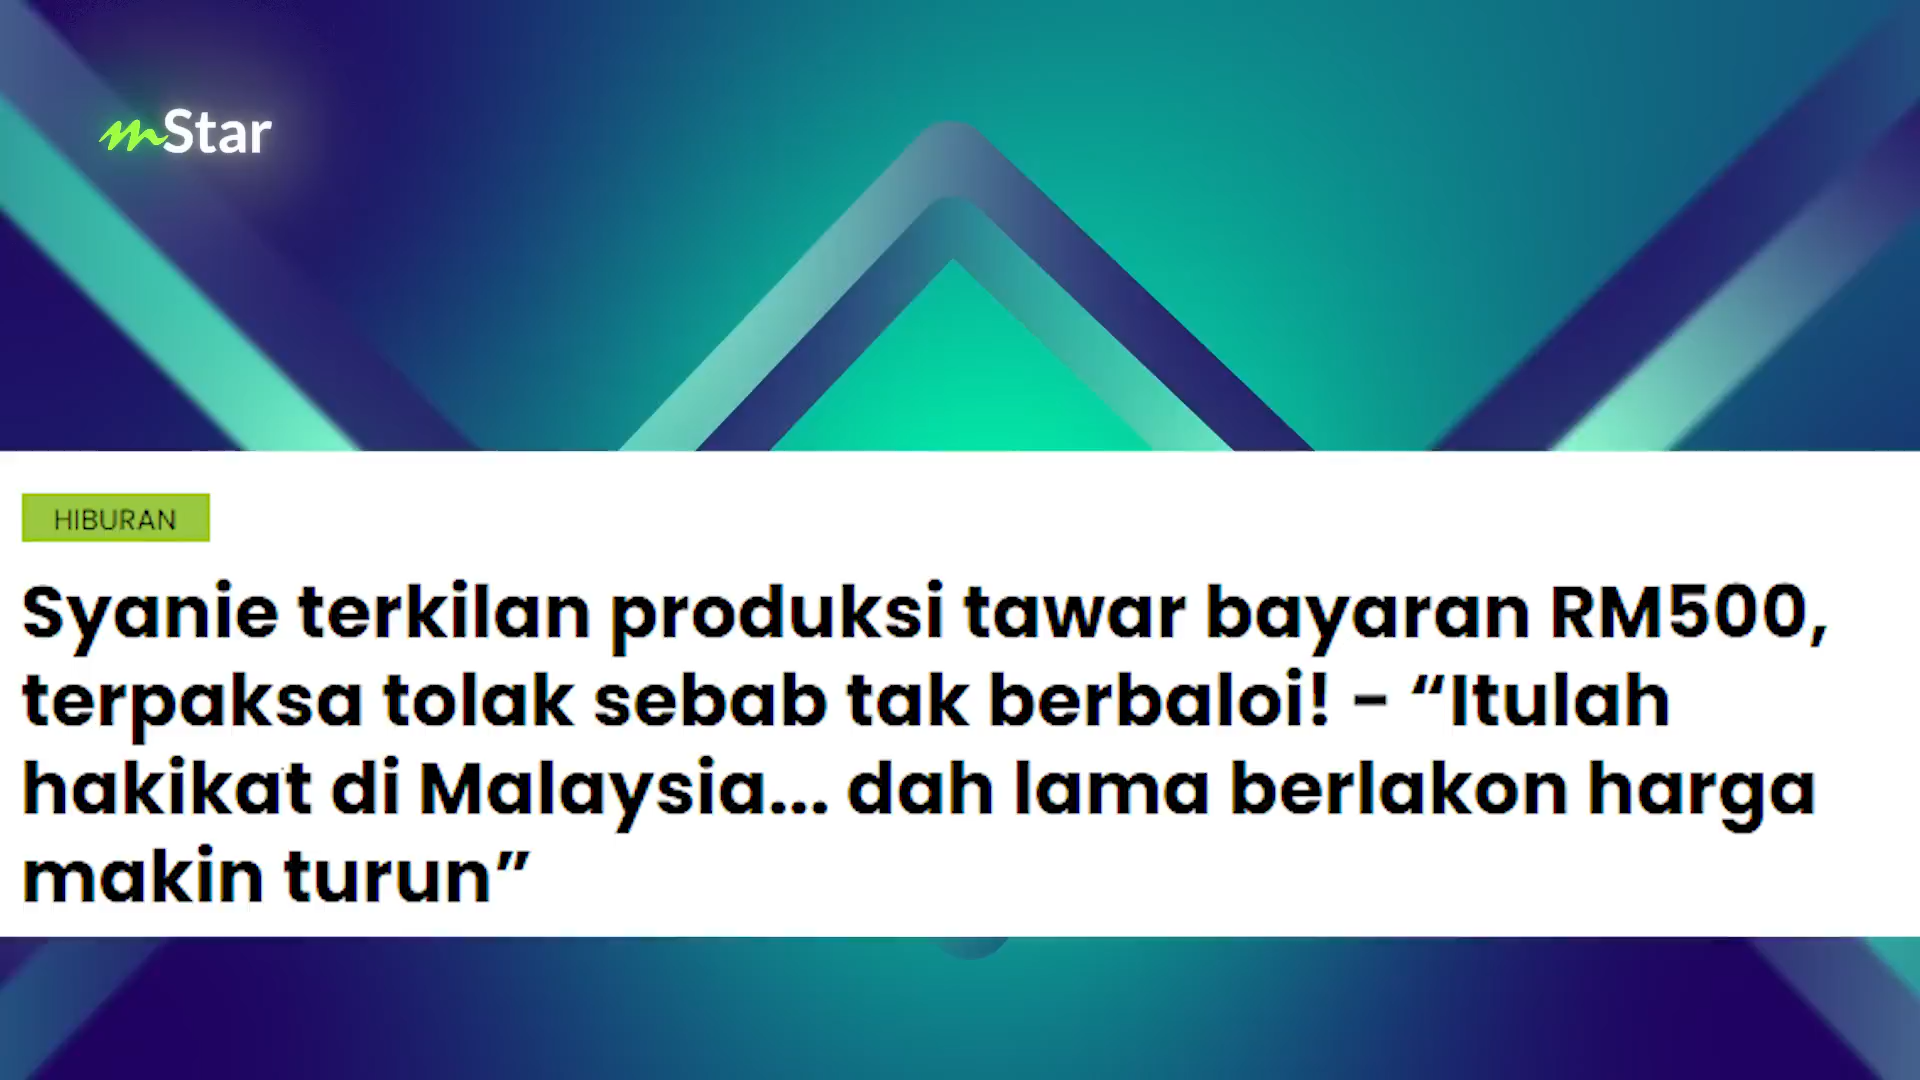 mStar
HIBURAN
Syanie terkilan produksi tawar bayaran RM500,
terpaksa tolak sebab tak berbaloi! - “Itulah
hakikat di Malaysia... dah lama berlakon harga
makin turun”